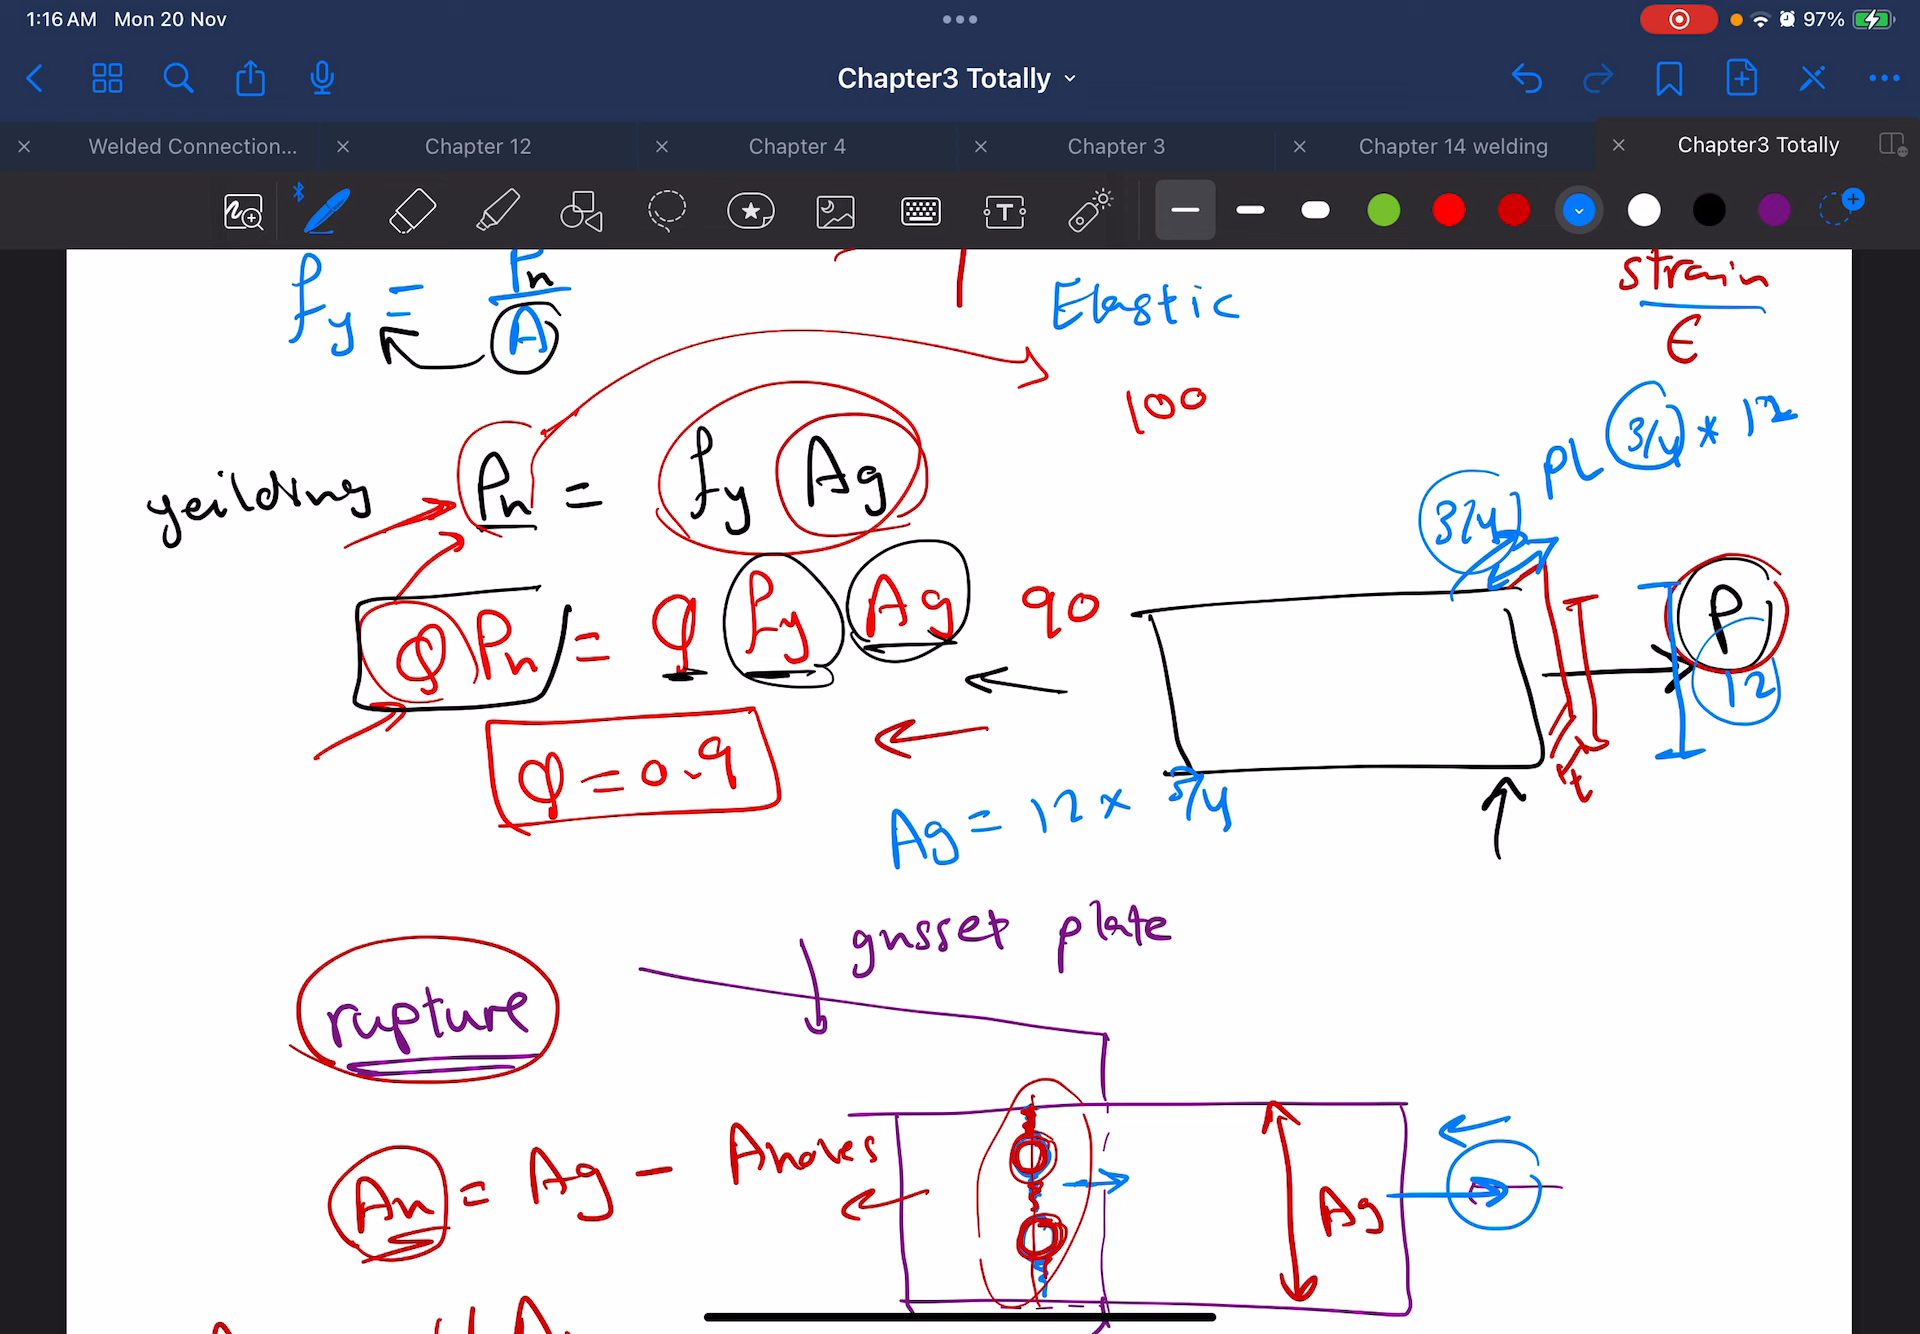 1:16 AM Mon 20 Nov
97%
Chapter3 Totally
Welded Connection...
Chapter 12
Chapter 4
Chapter 3
Chapter 14 welding
Chapter3 Totally
fy = Pn
A
Elastic
strain
ϵ
100
PL 3/4 * 12
yeilding Pn = fy Ag
3/4
φ Pn = φ fy Ag 90
P
12
φ = 0.9
t
Ag = 12 x 3/4
gusset plate
rupture
An = Ag - Aholes
Ag